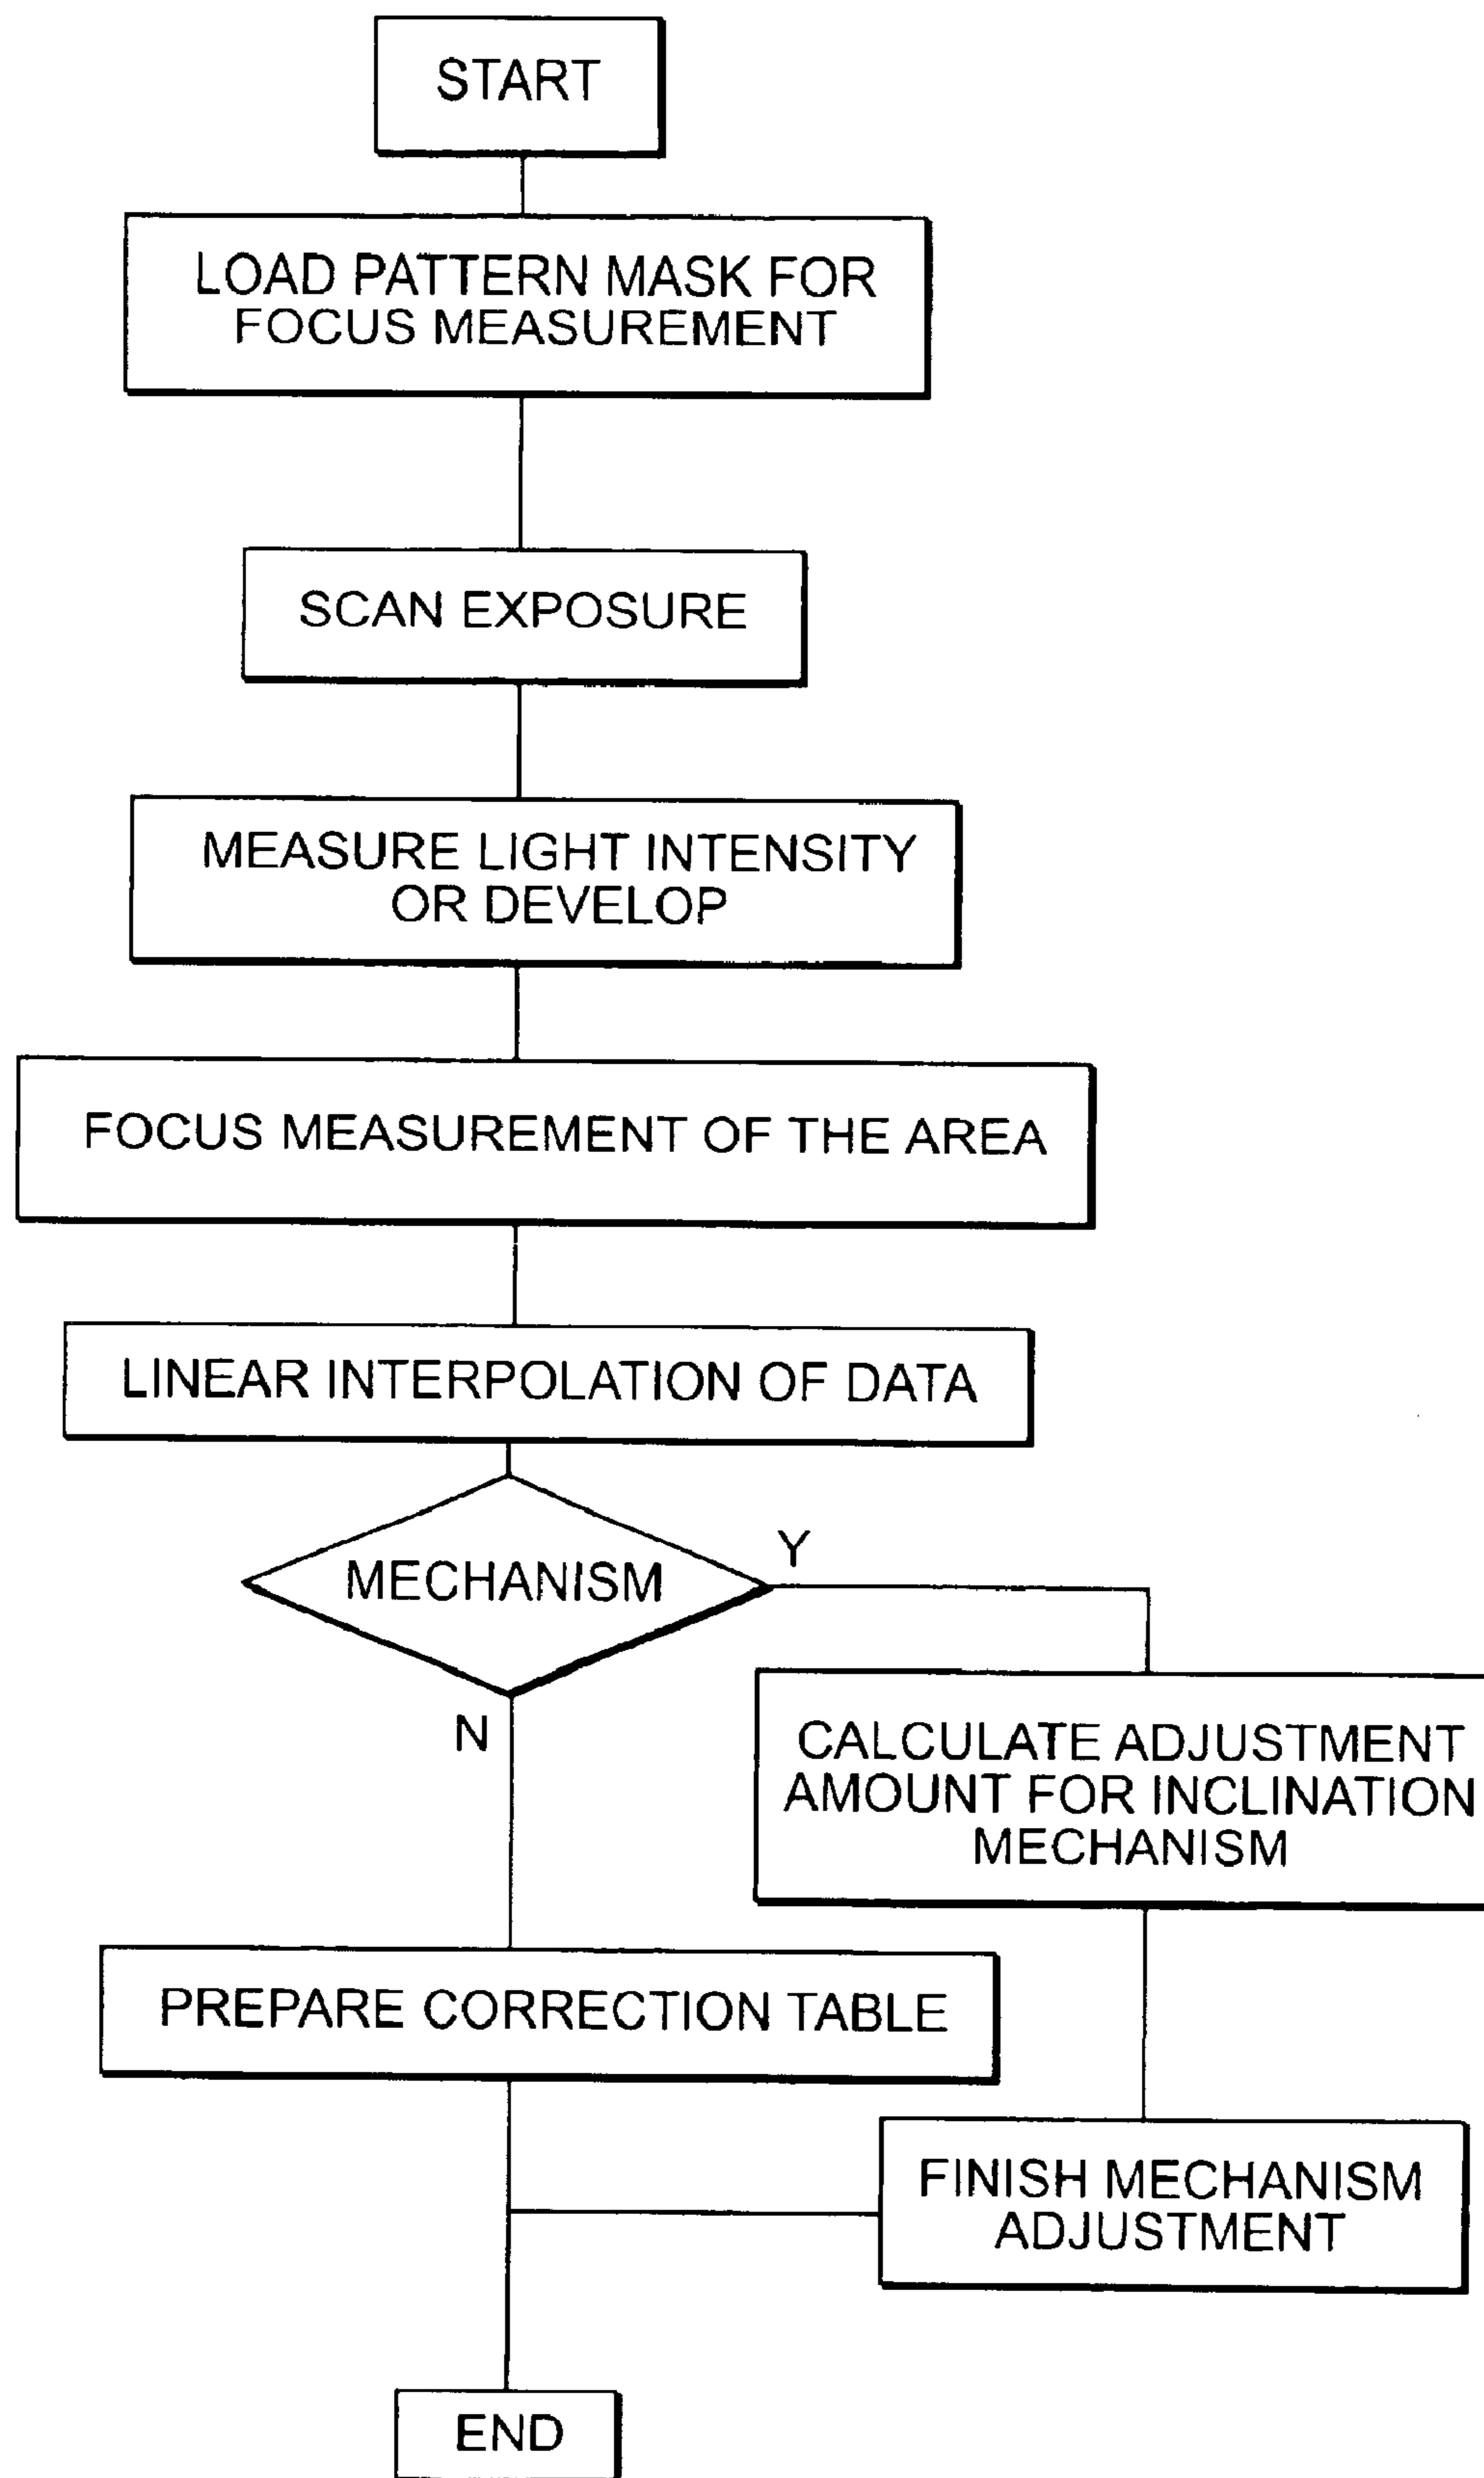 START
LOAD PATTERN MASK FOR
FOCUS MEASUREMENT
SCAN EXPOSURE
MEASURE LIGHT INTENSITY
OR DEVELOP
FOCUS MEASUREMENT OF THE AREA
LINEAR INTERPOLATION OF DATA
MECHANISM
Y
N
CALCULATE ADJUSTMENT
AMOUNT FOR INCLINATION
MECHANISM
PREPARE CORRECTION TABLE
FINISH MECHANISM
ADJUSTMENT
END